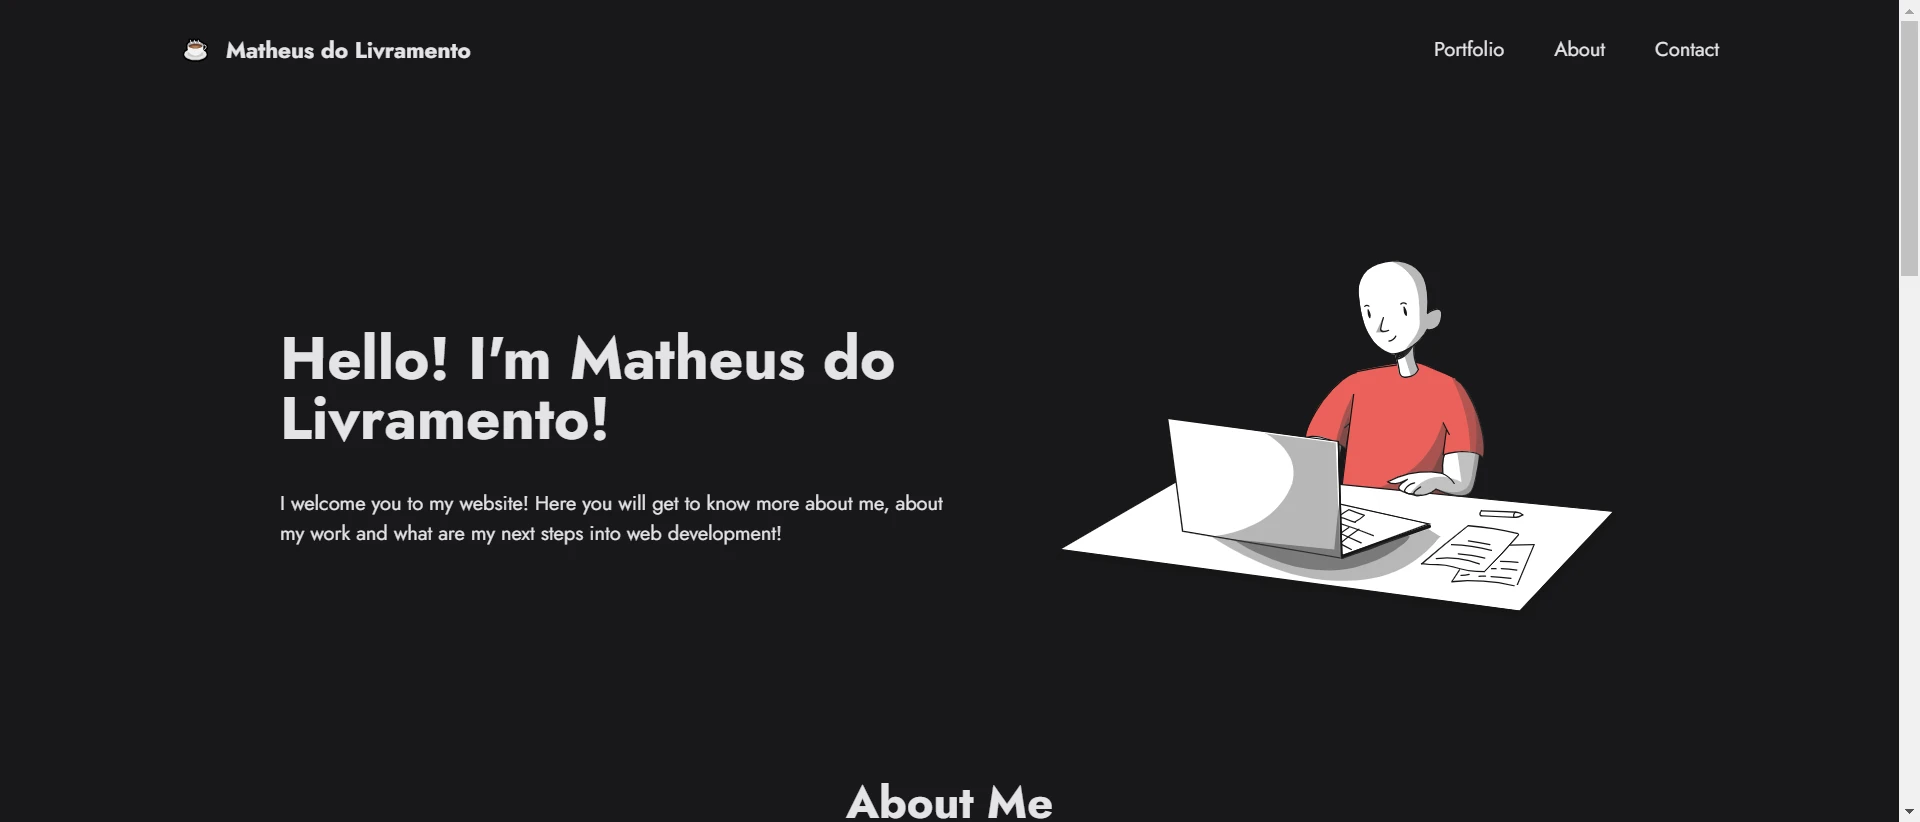 Matheus do Livramento
Portfolio
About
Contact
Hello! I'm Matheus do
Livramento!
I welcome you to my website! Here you will get to know more about me, about
my work and what are my next steps into web development!
About Me